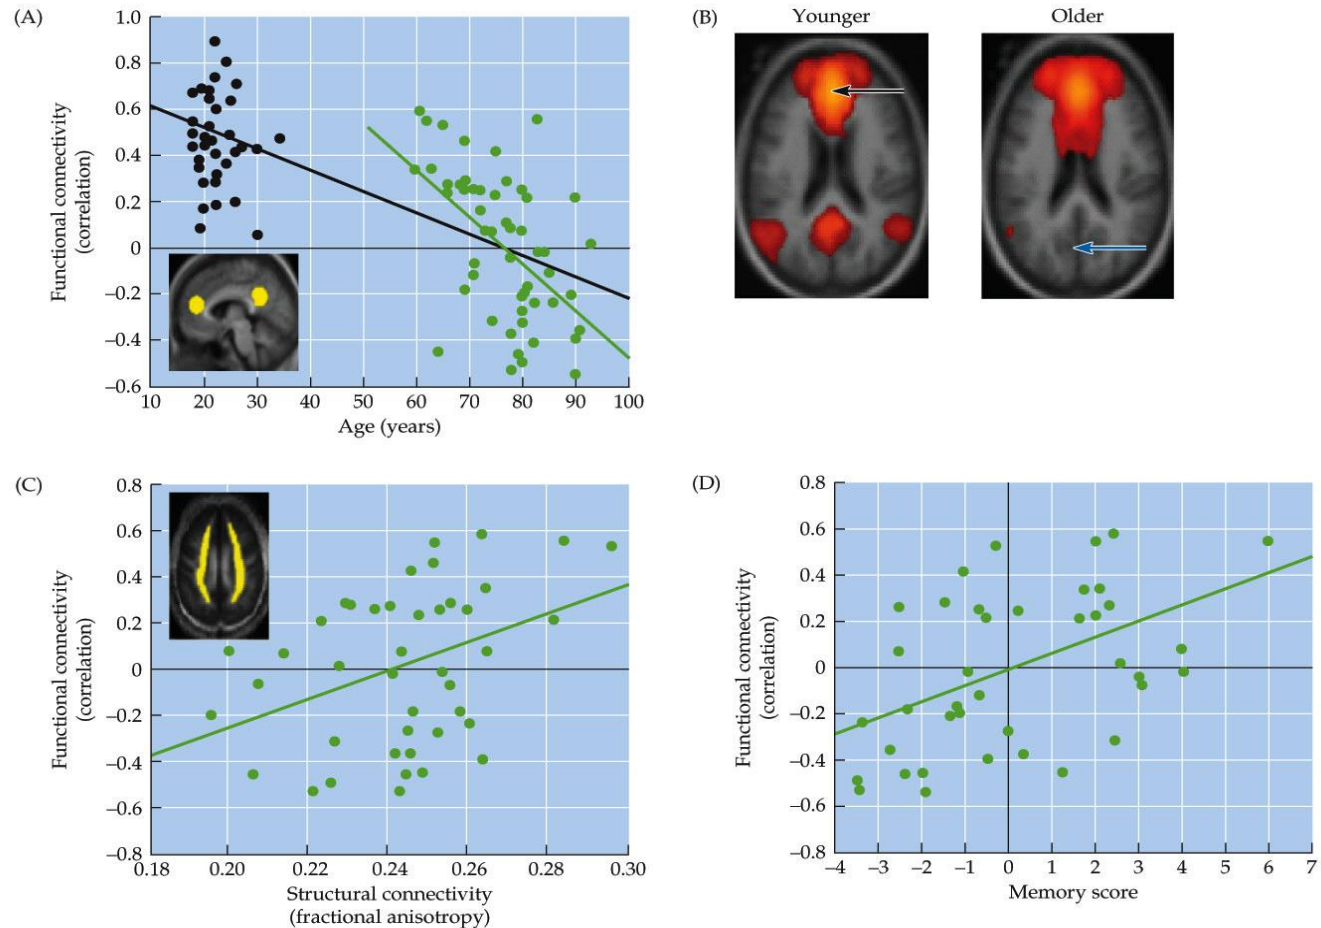 (A)
1.0
0.8
0.6
0.4
0.2
0
–0.2
–0.4
–0.6
Functional connectivity
(correlation)
10 20 30 40 50 60 70 80 90 100
Age (years)
(B)
Younger Older
(C)
0.8
0.6
0.4
0.2
0
–0.2
–0.4
–0.6
–0.8
Functional connectivity
(correlation)
0.18 0.20 0.22 0.24 0.26 0.28 0.30
Structural connectivity
(fractional anisotropy)
(D)
0.8
0.6
0.4
0.2
0
–0.2
–0.4
–0.6
–0.8
Functional connectivity
(correlation)
–4 –3 –2 –1 0 1 2 3 4 5 6 7
Memory score